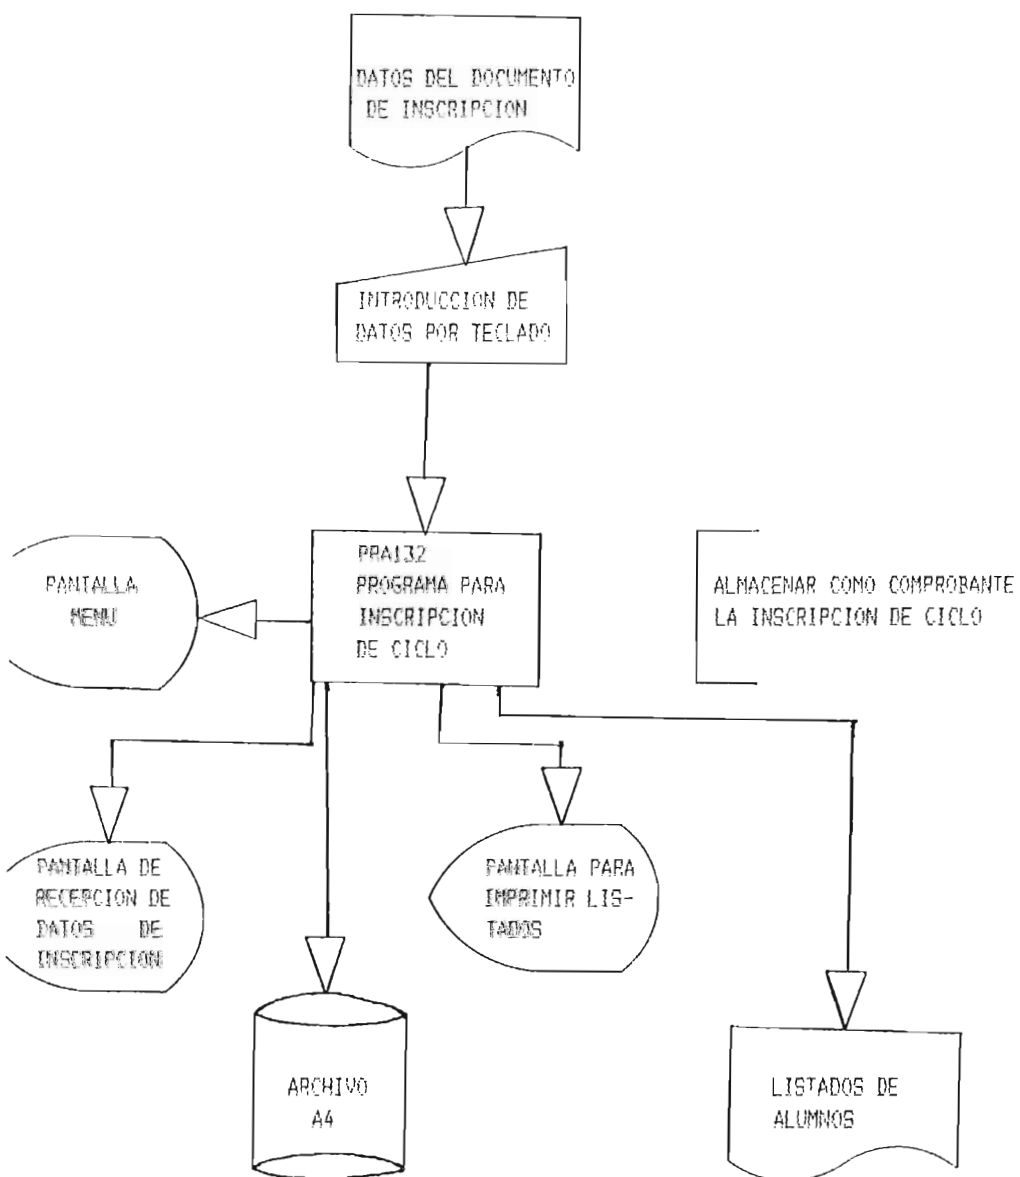 DATOS DEL DOCUMENTO
DE INSCRIPCION
INTRODUCCION DE
DATOS POR TECLADO
PRA132
PROGRAMA PARA
INSCRIPCION
DE CICLO
PANTALLA
MENU
ALMACENAR COMO COMPROBANTE
LA INSCRIPCION DE CICLO
PANTALLA DE
RECEPCION DE
DATOS DE
INSCRIPCION
PANTALLA PARA
IMPRIMIR LIS-
TADOS
ARCHIVO
A4
LISTADOS DE
ALUMNOS